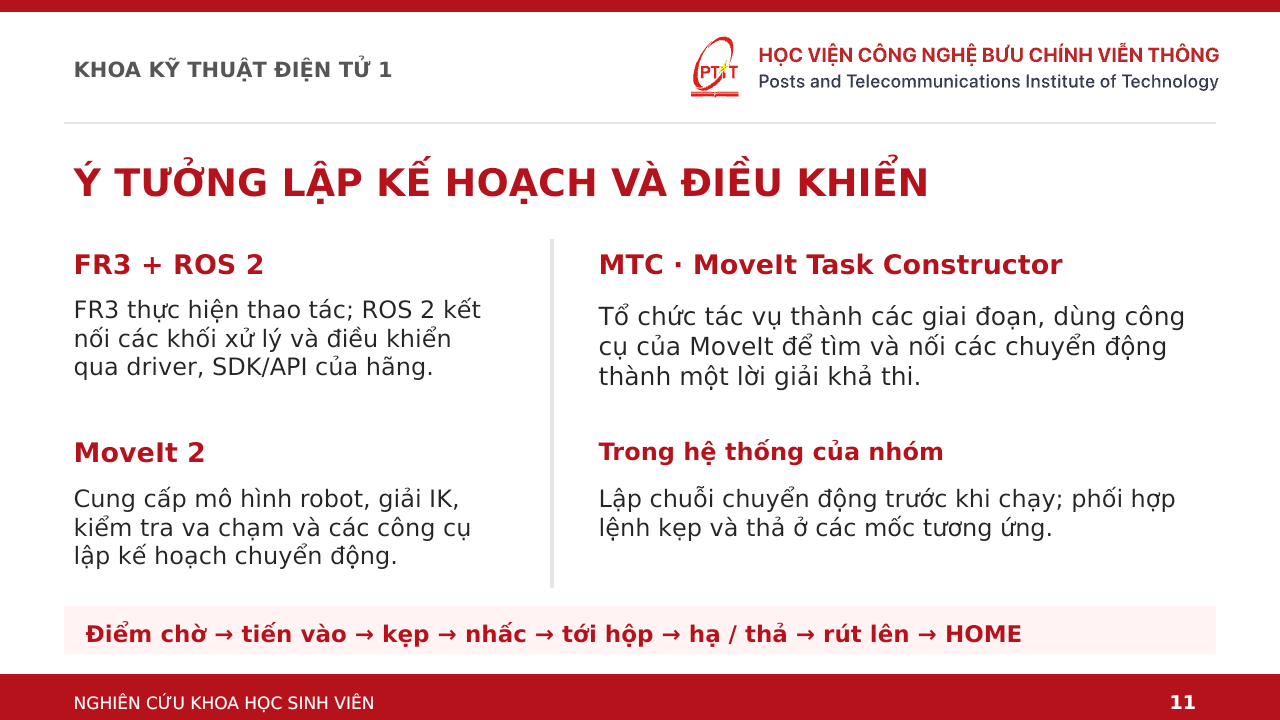 KHOA KỸ THUẬT ĐIỆN TỬ 1
PTIT
HỌC VIỆN CÔNG NGHỆ BƯU CHÍNH VIỄN THÔNG
Posts and Telecommunications Institute of Technology
Ý TƯỞNG LẬP KẾ HOẠCH VÀ ĐIỀU KHIỂN
FR3 + ROS 2
FR3 thực hiện thao tác; ROS 2 kết
nối các khối xử lý và điều khiển
qua driver, SDK/API của hãng.
MoveIt 2
Cung cấp mô hình robot, giải IK,
kiểm tra va chạm và các công cụ
lập kế hoạch chuyển động.
MTC · MoveIt Task Constructor
Tổ chức tác vụ thành các giai đoạn, dùng công
cụ của MoveIt để tìm và nối các chuyển động
thành một lời giải khả thi.
Trong hệ thống của nhóm
Lập chuỗi chuyển động trước khi chạy; phối hợp
lệnh kẹp và thả ở các mốc tương ứng.
Điểm chờ → tiến vào → kẹp → nhấc → tới hộp → hạ / thả → rút lên → HOME
NGHIÊN CỨU KHOA HỌC SINH VIÊN
11